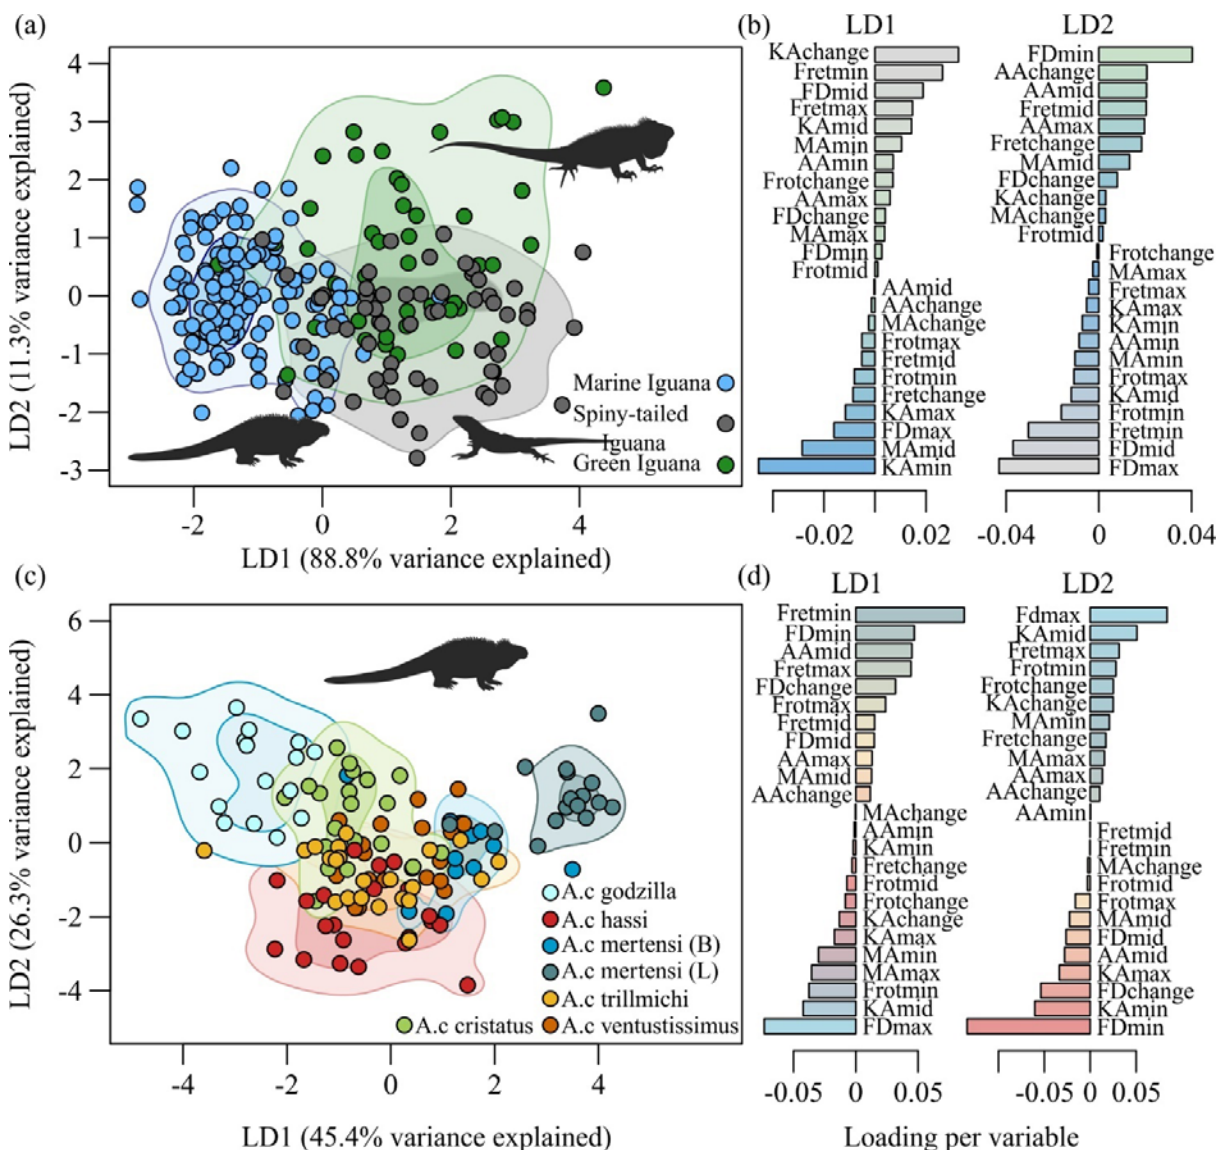 (a)
LD2 (11.3% variance explained)
4
3
2
1
0
-1
-2
-3
-2
0
2
4
LD1 (88.8% variance explained)
Marine Iguana
Spiny-tailed
Iguana
Green Iguana
(b)
LD1
KAchange
Fretmin
FDmid
Fretmax
KAmid
MAmin
AAmin
Frotchange
AAmax
FDchange
MAmax
FDmin
Frotmid
AAmid
AAchange
MAchange
Frotmax
Fretmid
Frotmin
Fretchange
KAmax
FDmax
MAmid
KAmin
-0.02
0.02
LD2
FDmin
AAchange
AAmid
Fretmid
AAmax
Fretchange
MAmid
FDchange
KAchange
MAchange
Frotmid
Frotchange
MAmax
Fretmax
KAmax
KAmin
AAmin
MAmin
Frotmax
KAmid
Frotmin
Fretmin
FDmid
FDmax
-0.04
0
0.04
(c)
LD2 (26.3% variance explained)
6
4
2
0
-2
-4
-4
-2
0
2
4
LD1 (45.4% variance explained)
A.c godzilla
A.c hassi
A.c mertensi (B)
A.c mertensi (L)
A.c trillmichi
A.c cristatus
A.c ventustissimus
(d)
LD1
Fretmin
FDmin
AAmid
Fretmax
FDchange
Frotmax
Fretmid
FDmid
AAmax
MAmid
AAchange
MAchange
AAmin
KAmin
Fretchange
Frotmid
Frotchange
KAchange
KAmax
MAmin
MAmax
Frotmin
KAmid
FDmax
-0.05
0
0.05
LD2
Fdmax
KAmid
Fretmax
Frotmin
Frotchange
KAchange
MAmin
Fretchange
MAmax
AAmax
AAchange
AAmin
Fretmid
Fretmin
MAchange
Frotmid
Frotmax
MAmid
FDmid
AAmid
KAmax
FDchange
KAmin
FDmin
-0.05
0
0.05
Loading per variable